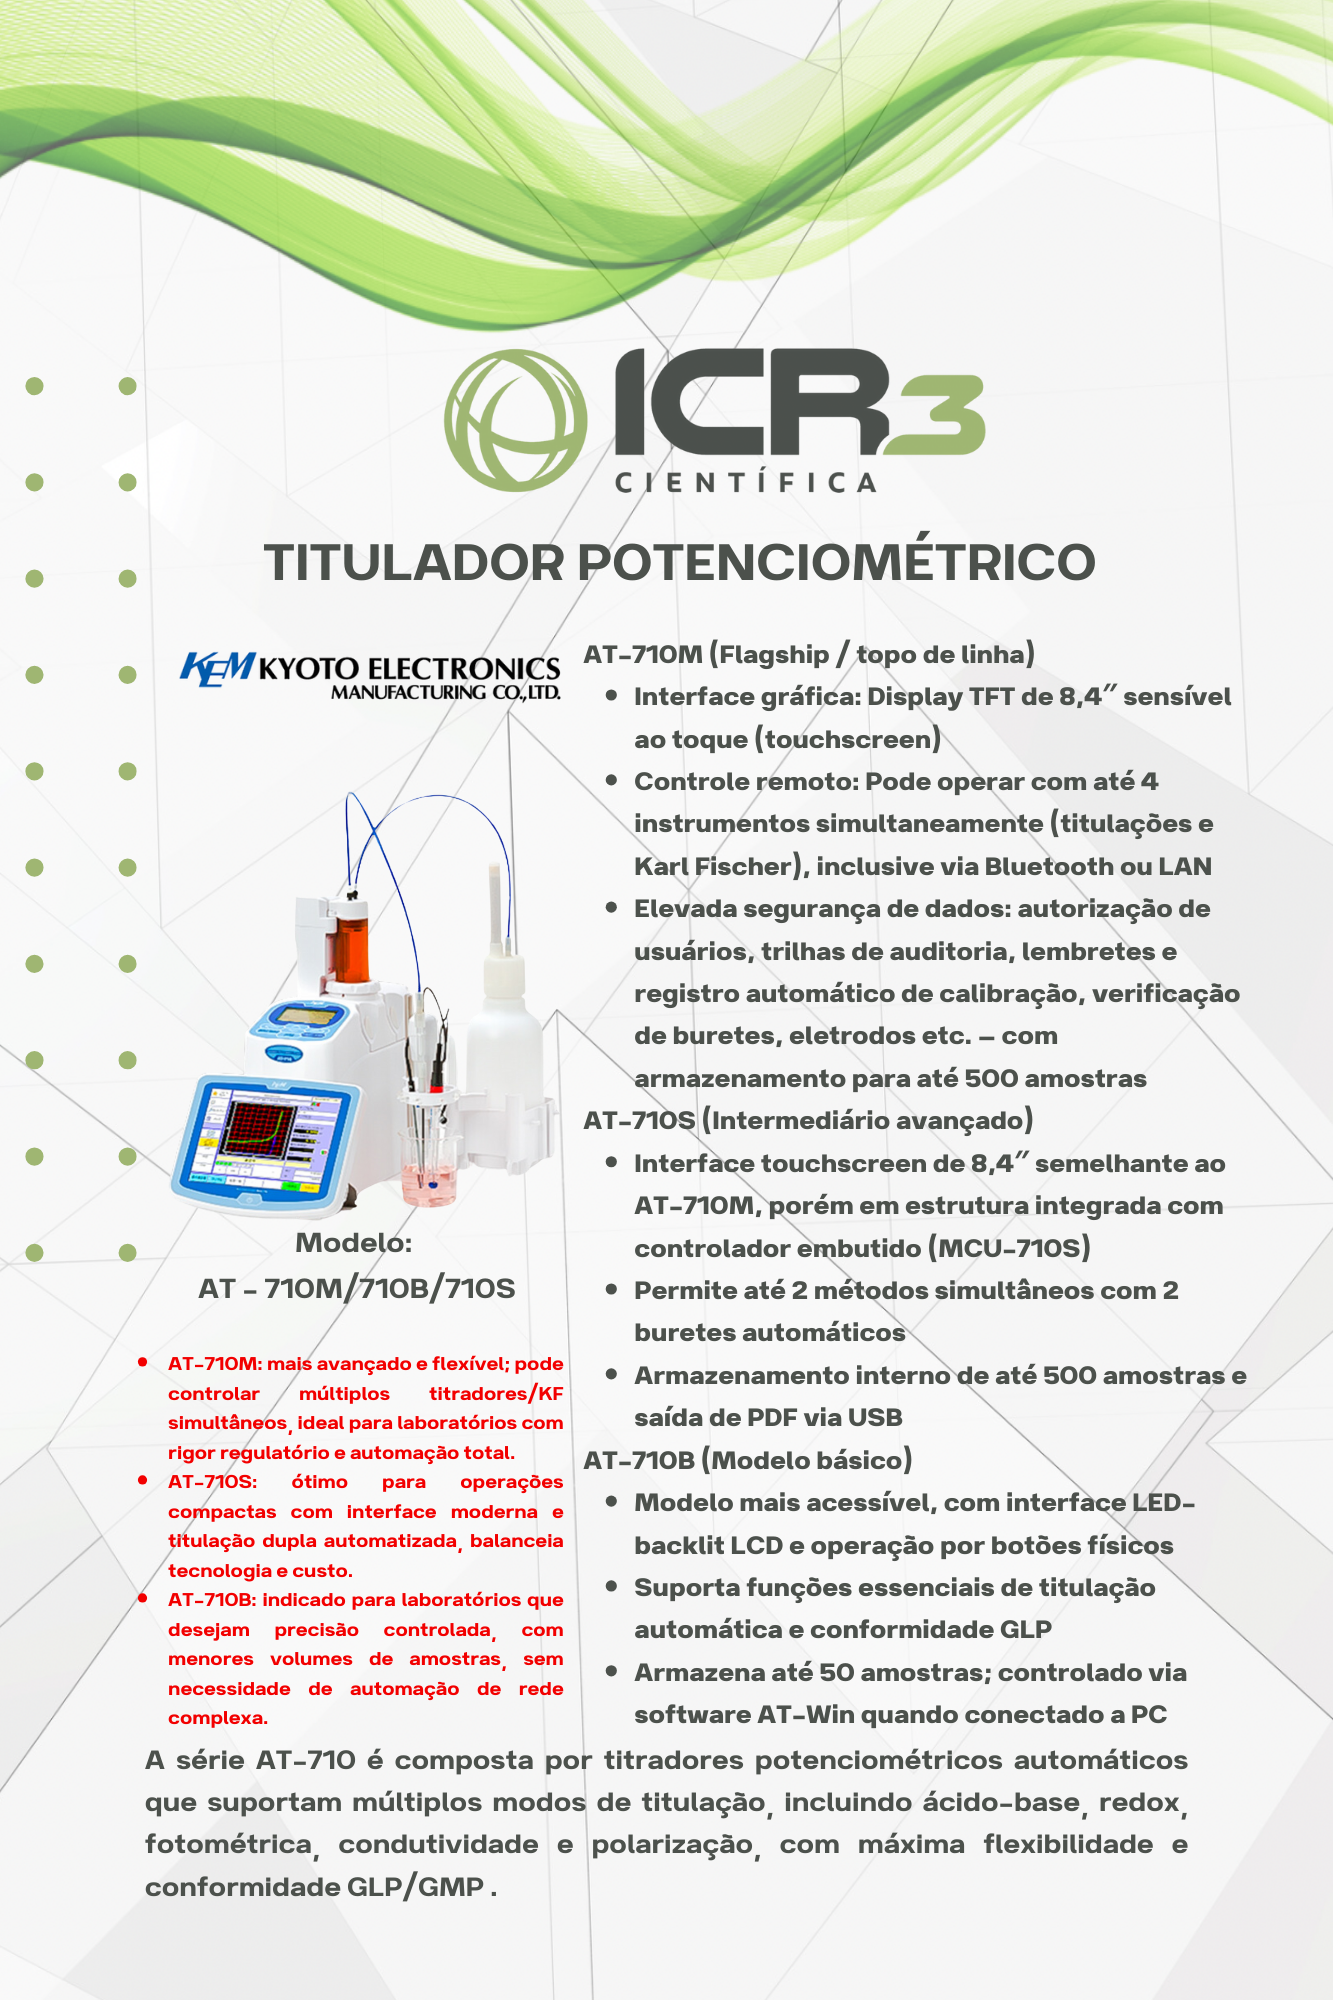 ICR3
CIENTÍFICA
TITULADOR POTENCIOMÉTRICO
KEM KYOTO ELECTRONICS
MANUFACTURING CO.,LTD.
Modelo:
AT - 710M/710B/710S
• AT-710M: mais avançado e flexível; pode
controlar múltiplos titradores/KF
simultâneos, ideal para laboratórios com
rigor regulatório e automação total.
• AT-710S: ótimo para operações
compactas com interface moderna e
titulação dupla automatizada, balanceia
tecnologia e custo.
• AT-710B: indicado para laboratórios que
desejam precisão controlada, com
menores volumes de amostras, sem
necessidade de automação de rede
complexa.
AT-710M (Flagship / topo de linha)
• Interface gráfica: Display TFT de 8,4″ sensível
ao toque (touchscreen)
• Controle remoto: Pode operar com até 4
instrumentos simultaneamente (titulações e
Karl Fischer), inclusive via Bluetooth ou LAN
• Elevada segurança de dados: autorização de
usuários, trilhas de auditoria, lembretes e
registro automático de calibração, verificação
de buretes, eletrodos etc. — com
armazenamento para até 500 amostras
AT-710S (Intermediário avançado)
• Interface touchscreen de 8,4″ semelhante ao
AT-710M, porém em estrutura integrada com
controlador embutido (MCU-710S)
• Permite até 2 métodos simultâneos com 2
buretes automáticos
• Armazenamento interno de até 500 amostras e
saída de PDF via USB
AT-710B (Modelo básico)
• Modelo mais acessível, com interface LED-
backlit LCD e operação por botões físicos
• Suporta funções essenciais de titulação
automática e conformidade GLP
• Armazena até 50 amostras; controlado via
software AT-Win quando conectado a PC
A série AT-710 é composta por titradores potenciométricos automáticos
que suportam múltiplos modos de titulação, incluindo ácido-base, redox,
fotométrica, condutividade e polarização, com máxima flexibilidade e
conformidade GLP/GMP .